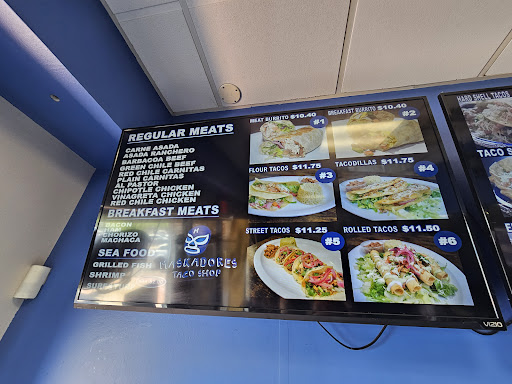 REGULAR MEATS
CARNE ASADA
ASADA RANCHERO
BARBACOA BEEF
GREEN CHILE BEEF
RED CHILE CARNITAS
PLAIN CARNITAS
AL PASTOR
CHIPOTLE CHICKEN
VINAGRETA CHICKEN
RED CHILE CHICKEN
BREAKFAST MEATS
BACON
CHORIZO
MACHACA
SEA FOOD
GRILLED FISH
SHRIMP
MASKADORES
TACO SHOP
MEAT BURRITO $10.40
#1
BREAKFAST BURRITO $10.40
#2
FLOUR TACOS $11.75
#3
TACODILLAS $11.75
#4
STREET TACOS $11.25
#5
ROLLED TACOS $11.50
#6
VIZIO
HARD SHELL TACOS
TACO